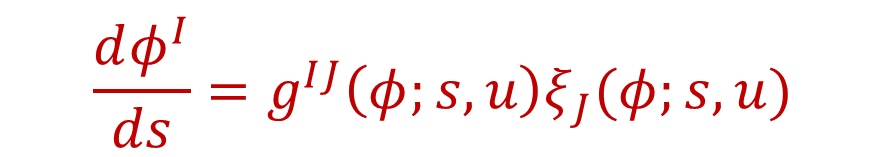 dϕ^I/ds = g^{IJ}(ϕ; s, u)ξ_J(ϕ; s, u)